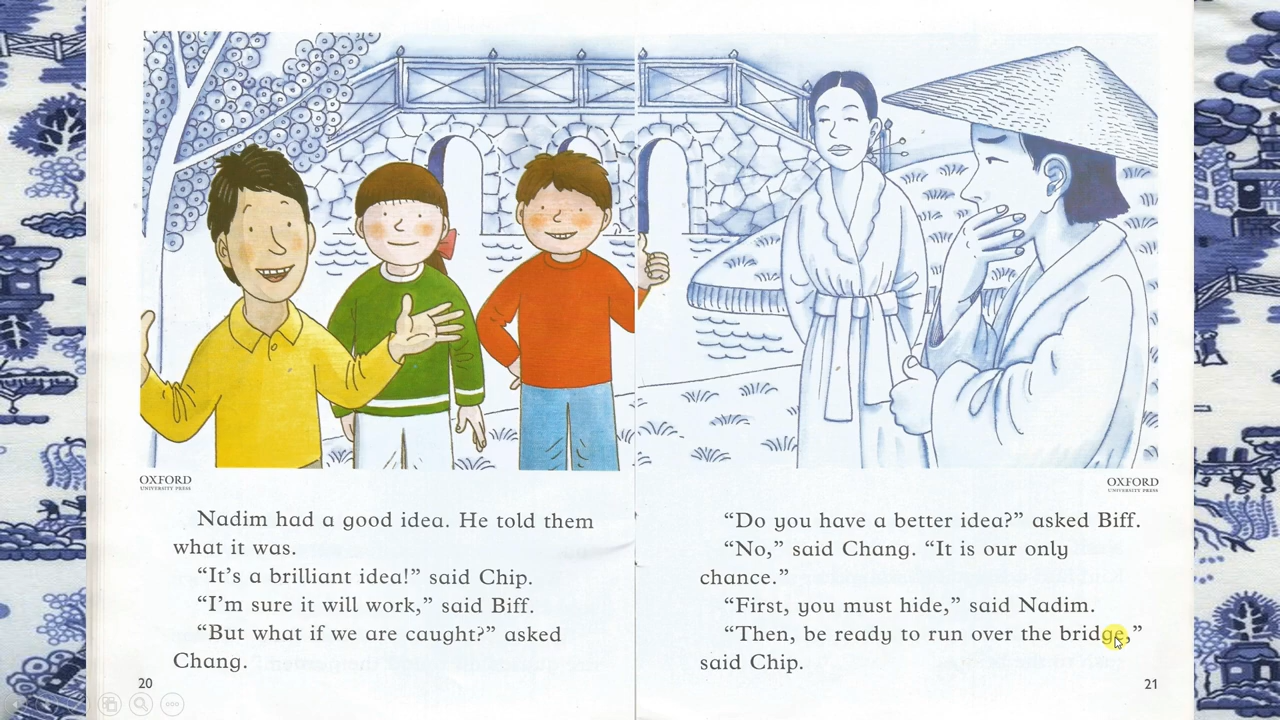 OXFORD
UNIVERSITY PRESS
Nadim had a good idea. He told them
what it was.
“It’s a brilliant idea!” said Chip.
“I’m sure it will work,” said Biff.
“But what if we are caught?” asked
Chang.
20
OXFORD
UNIVERSITY PRESS
“Do you have a better idea?” asked Biff.
“No,” said Chang. “It is our only
chance.”
“First, you must hide,” said Nadim.
“Then, be ready to run over the bridge,”
said Chip.
21